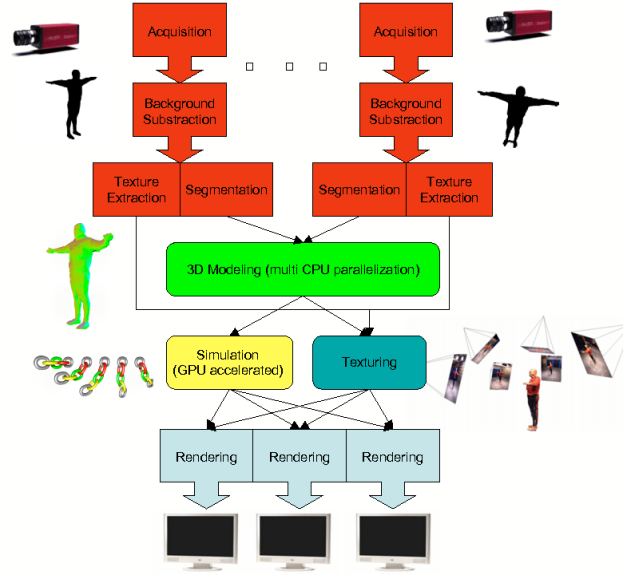 Acquisition
Acquisition
Background
Substraction
Background
Substraction
Texture
Extraction
Segmentation
Segmentation
Texture
Extraction
3D Modeling (multi CPU parallelization)
Simulation
(GPU accelerated)
Texturing
Rendering
Rendering
Rendering